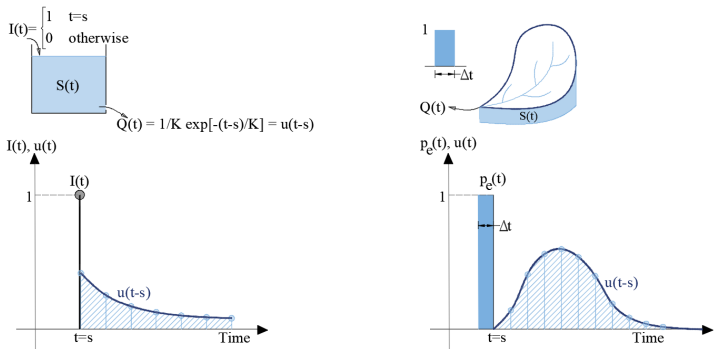 I(t)= 1 t=s
0 otherwise
S(t)
Q(t) = 1/K exp[-(t-s)/K] = u(t-s)
1
Δt
Q(t)
S(t)
I(t), u(t)
I(t)
1
u(t-s)
t=s
Time
pe(t), u(t)
pe(t)
1
Δt
u(t-s)
t=s
Time